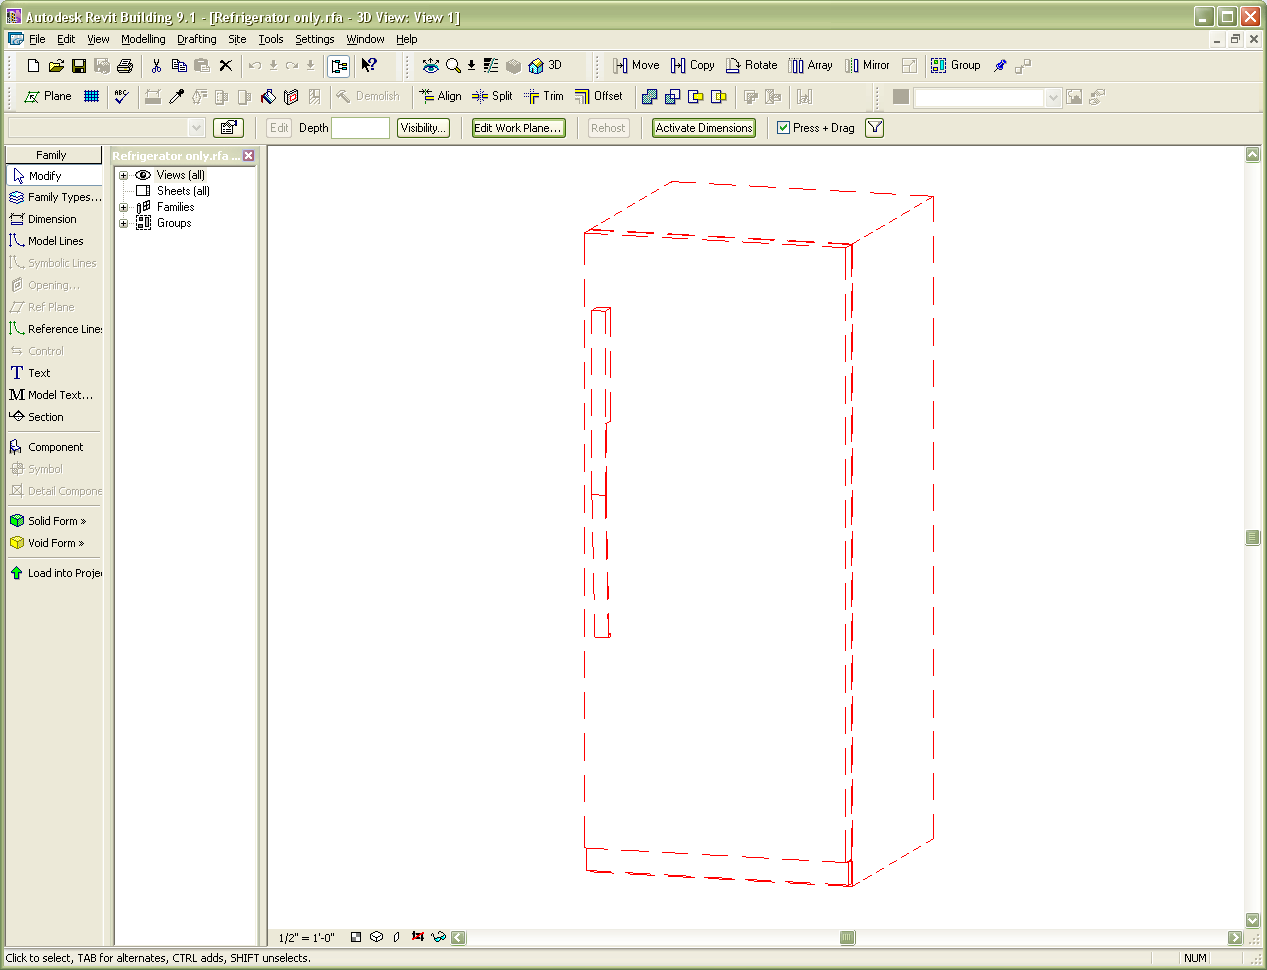 Autodesk Revit Building 9.1 - [Refrigerator only.rfa - 3D View: View 1]
File Edit View Modelling Drafting Site Tools Settings Window Help
3D Move Copy Rotate Array Mirror Group
Plane ABC Demolish Align Split Trim Offset
Edit Depth Visibility... Edit Work Plane... Rehost Activate Dimensions Press + Drag
Family
Modify
Family Types...
Dimension
Model Lines
Symbolic Lines
Opening...
Ref Plane
Reference Lines
Control
T Text
M Model Text...
Section
Component
Symbol
Detail Compone
Solid Form »
Void Form »
Load into Proje
Refrigerator only.rfa ...
Views (all)
Sheets (all)
Families
Groups
1/2" = 1'-0"
Click to select, TAB for alternates, CTRL adds, SHIFT unselects.
NUM